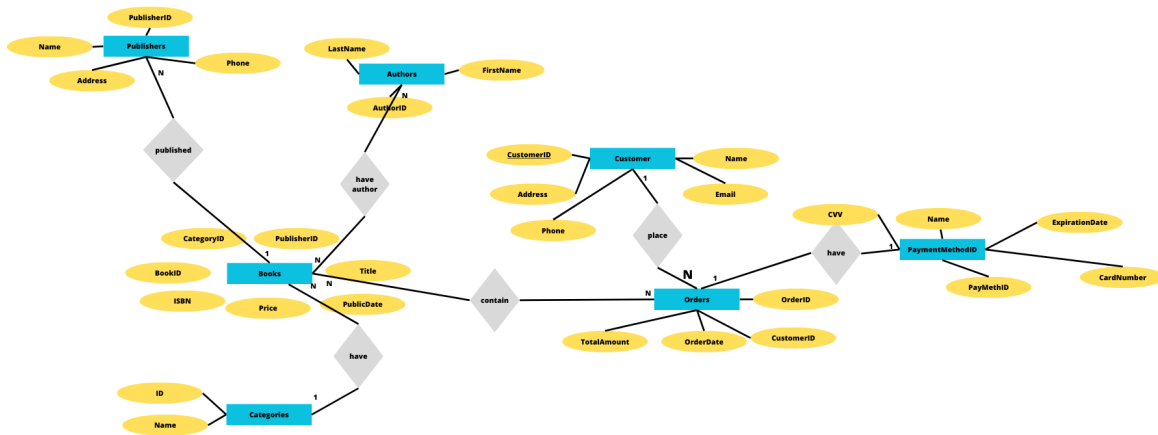 PublisherID
Name
Publishers
Phone
Address
N
LastName
Authors
FirstName
N
AuthorID
published
have
author
CustomerID
Customer
Name
Address
1
Email
Phone
place
CVV
Name
ExpirationDate
have
1
PaymentMethodID
CardNumber
PayMethID
CategoryID
PublisherID
1
N
BookID
Books
Title
N
N
ISBN
Price
PublicDate
contain
N
1
N
Orders
OrderID
TotalAmount
OrderDate
CustomerID
have
ID
1
Categories
Name